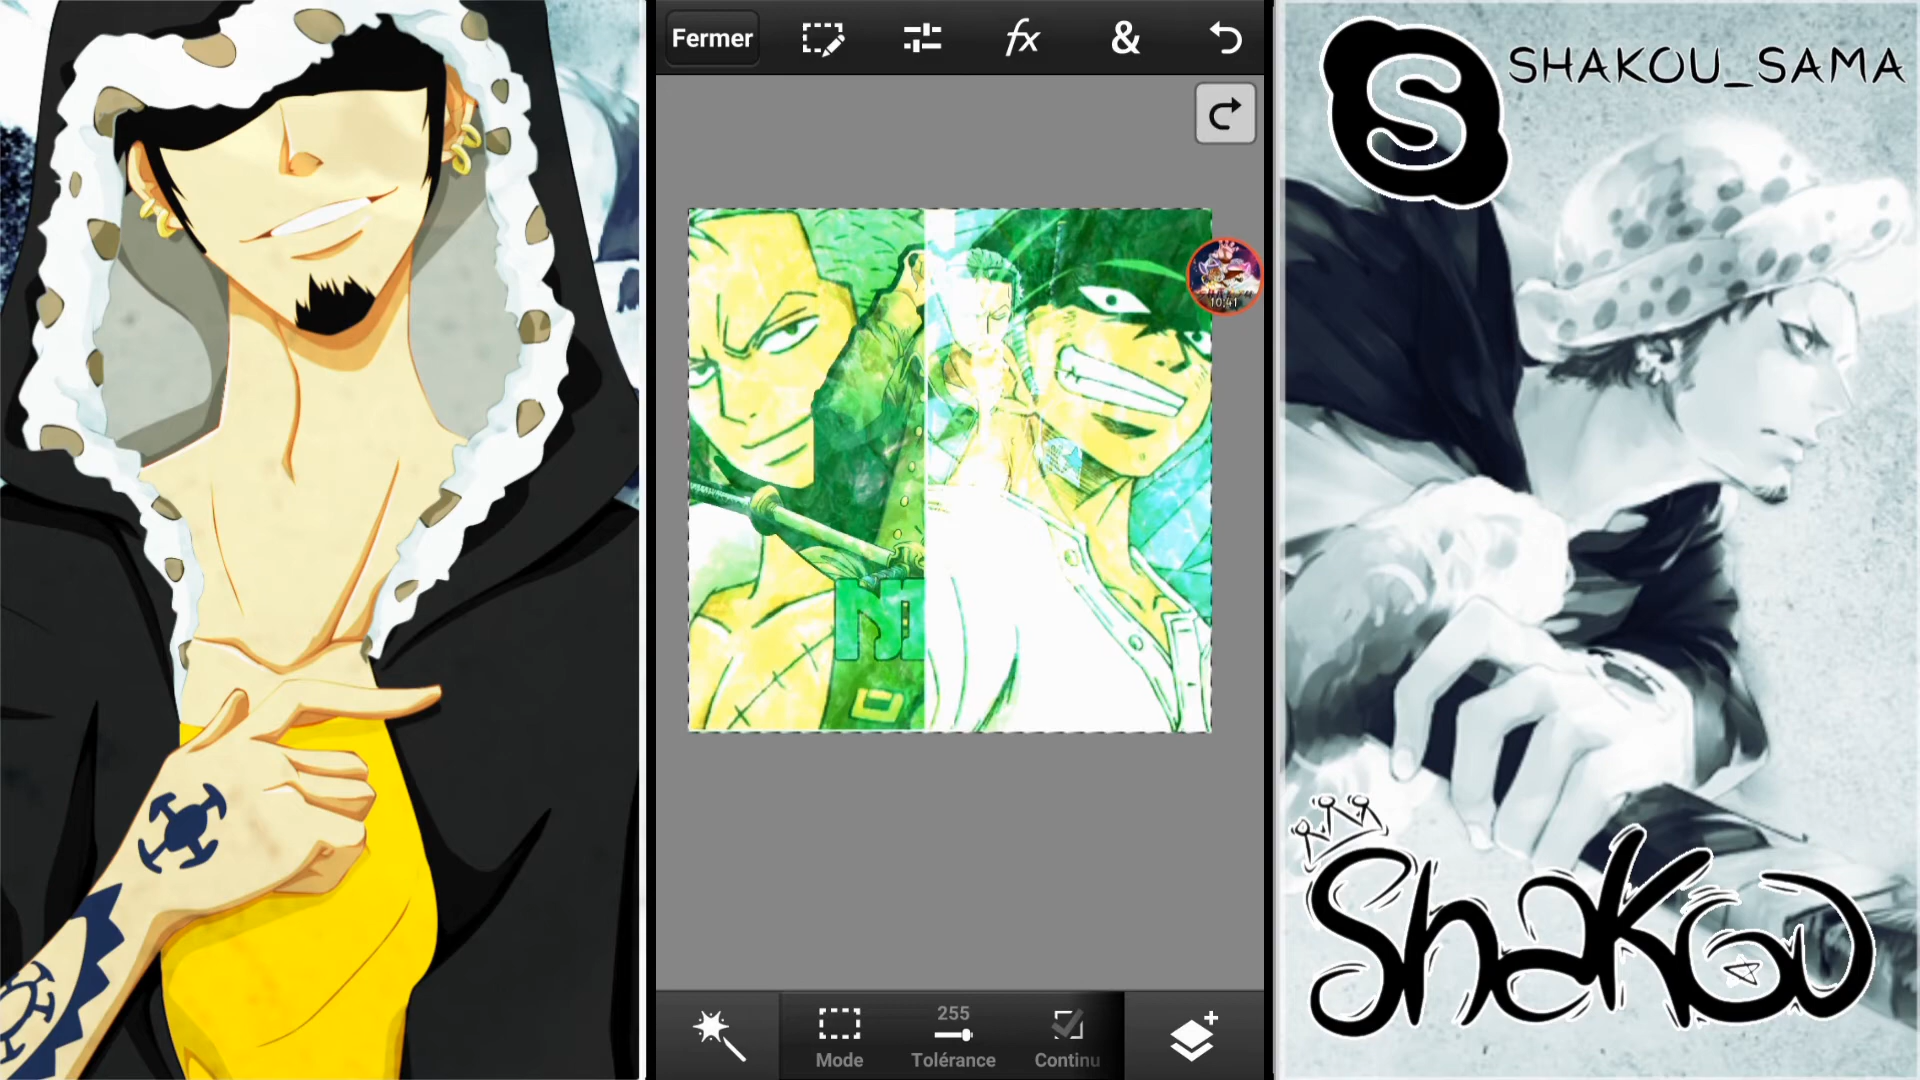 Fermer
fx
&
S
SHAKOU_SAMA
10:41
255
Mode
Tolérance
Continu
Shakou